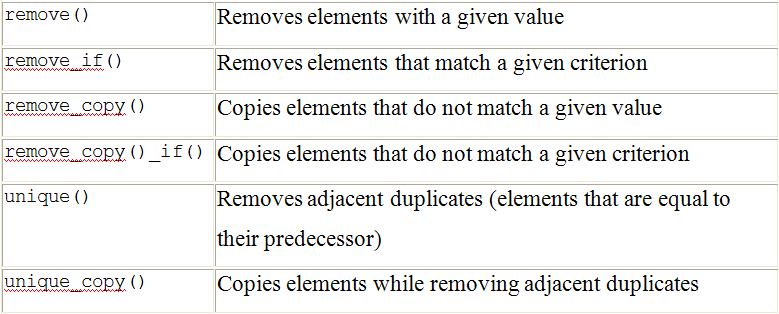 remove() Removes elements with a given value
remove_if() Removes elements that match a given criterion
remove_copy() Copies elements that do not match a given value
remove_copy()_if() Copies elements that do not match a given criterion
unique() Removes adjacent duplicates (elements that are equal to
their predecessor)
unique_copy() Copies elements while removing adjacent duplicates